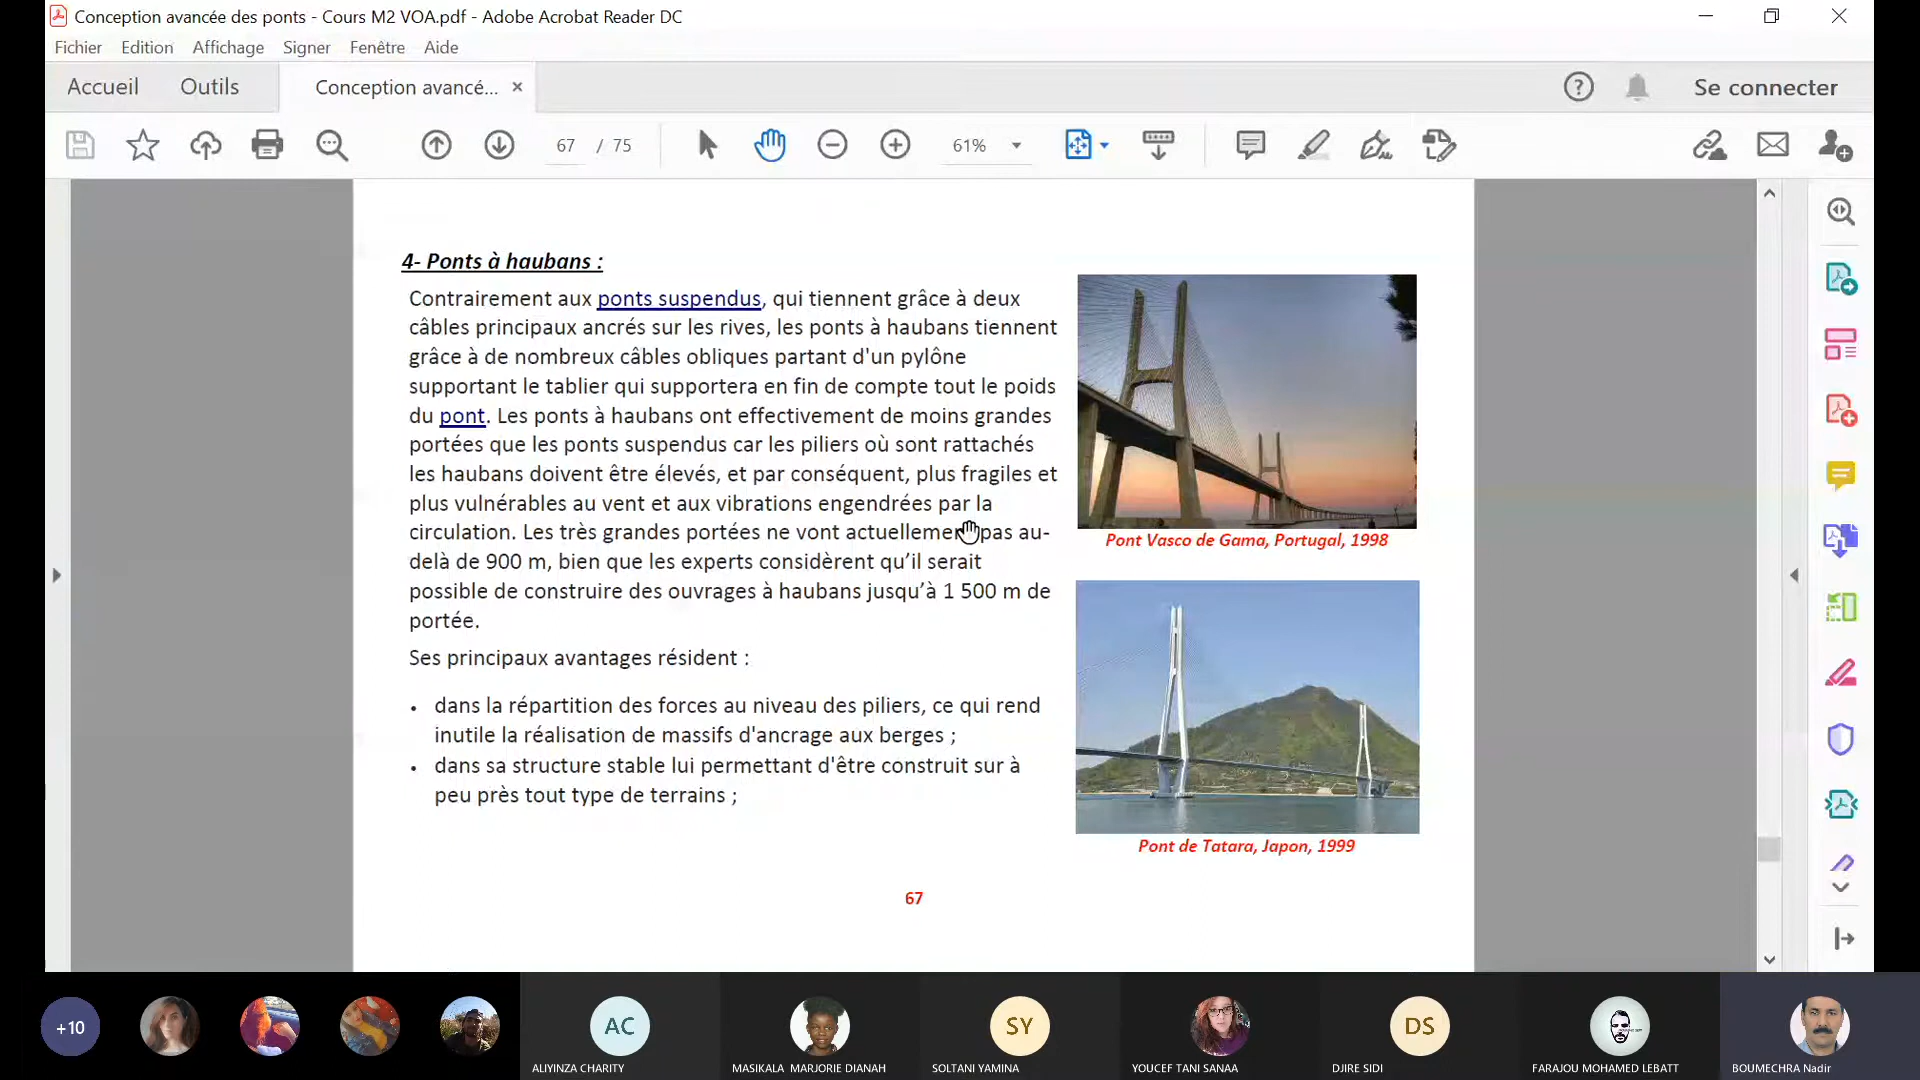 Conception avancée des ponts - Cours M2 VOA.pdf - Adobe Acrobat Reader DC
Fichier Edition Affichage Signer Fenêtre Aide
Accueil Outils Conception avancé... × ? Se connecter
67 / 75 61%
4- Ponts à haubans :
Contrairement aux ponts suspendus, qui tiennent grâce à deux
câbles principaux ancrés sur les rives, les ponts à haubans tiennent
grâce à de nombreux câbles obliques partant d'un pylône
supportant le tablier qui supportera en fin de compte tout le poids
du pont. Les ponts à haubans ont effectivement de moins grandes
portées que les ponts suspendus car les piliers où sont rattachés
les haubans doivent être élevés, et par conséquent, plus fragiles et
plus vulnérables au vent et aux vibrations engendrées par la
circulation. Les très grandes portées ne vont actuellement pas au-
delà de 900 m, bien que les experts considèrent qu’il serait
possible de construire des ouvrages à haubans jusqu’à 1 500 m de
portée.
Ses principaux avantages résident :
• dans la répartition des forces au niveau des piliers, ce qui rend
inutile la réalisation de massifs d'ancrage aux berges ;
• dans sa structure stable lui permettant d'être construit sur à
peu près tout type de terrains ;
Pont Vasco de Gama, Portugal, 1998
Pont de Tatara, Japon, 1999
67
+10 AC SY DS
ALIYINZA CHARITY MASIKALA MARJORIE DIANAH SOLTANI YAMINA YOUCEF TANI SANAA DJIRE SIDI FARAJOU MOHAMED LEBATT BOUMECHRA Nadir